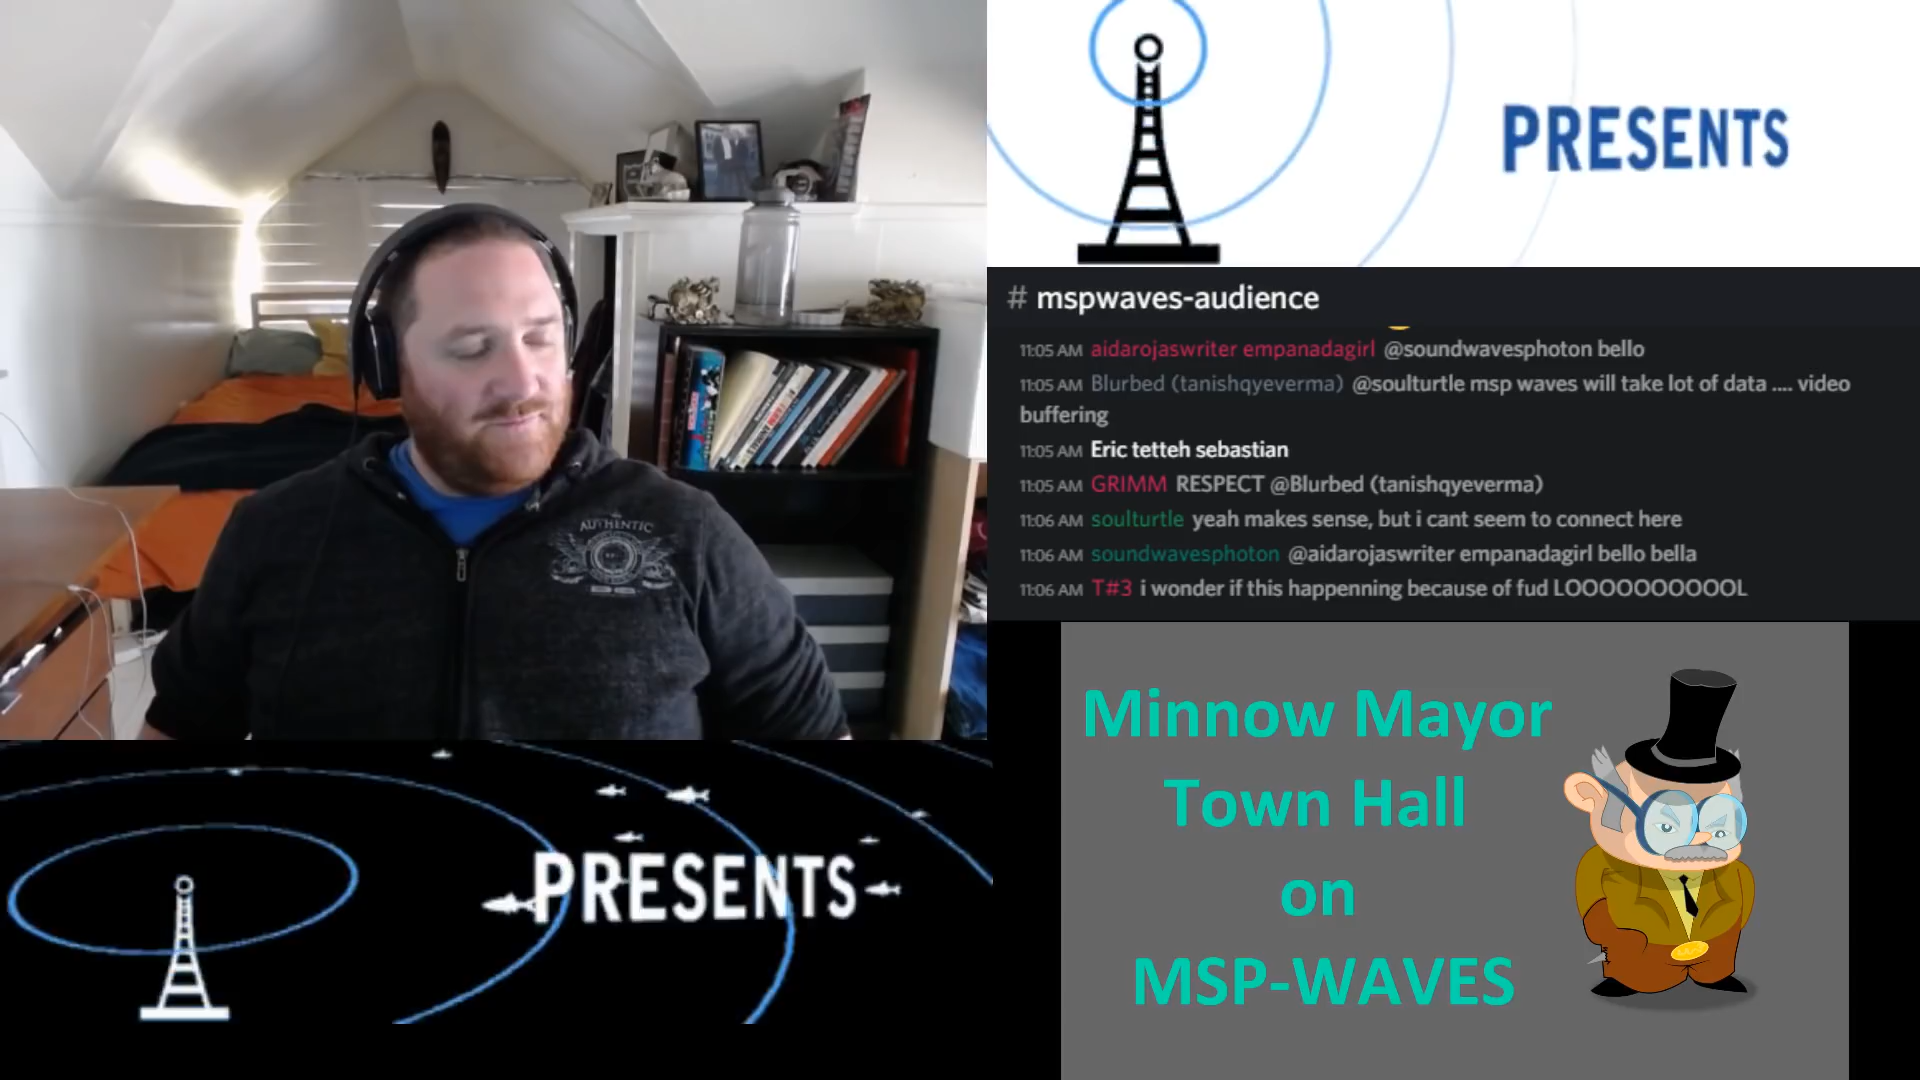 AUTHENTIC
PRESENTS
# mspwaves-audience
11:05 AM aidarojaswriter empanadagirl @soundwavesphoton bello
11:05 AM Blurbed (tanishqyeverma) @soulturtle msp waves will take lot of data .... video
buffering
11:05 AM Eric tetteh sebastian
11:05 AM GRIMM RESPECT @Blurbed (tanishqyeverma)
11:06 AM soulturtle yeah makes sense, but i cant seem to connect here
11:06 AM soundwavesphoton @aidarojaswriter empanadagirl bello bella
11:06 AM T#3 i wonder if this happenning because of fud LOOOOOOOOOOL
PRESENTS
Minnow Mayor
Town Hall
on
MSP-WAVES